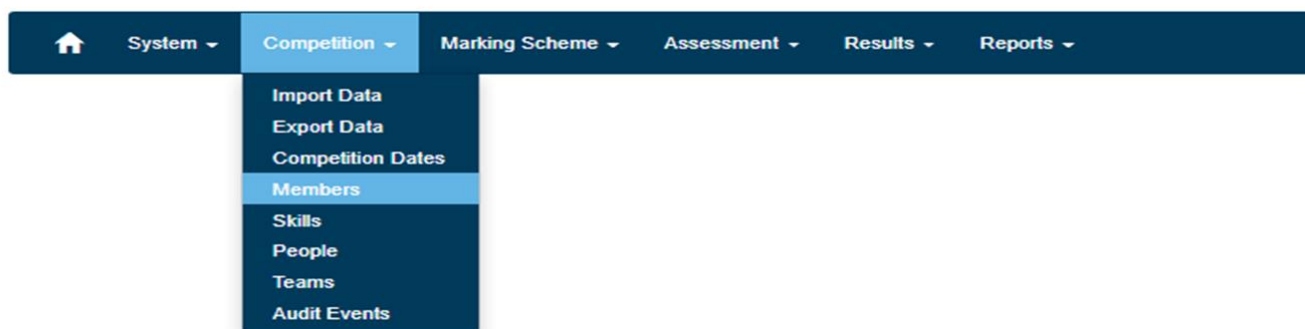 System Competition Marking Scheme Assessment Results Reports
Import Data
Export Data
Competition Dates
Members
Skills
People
Teams
Audit Events